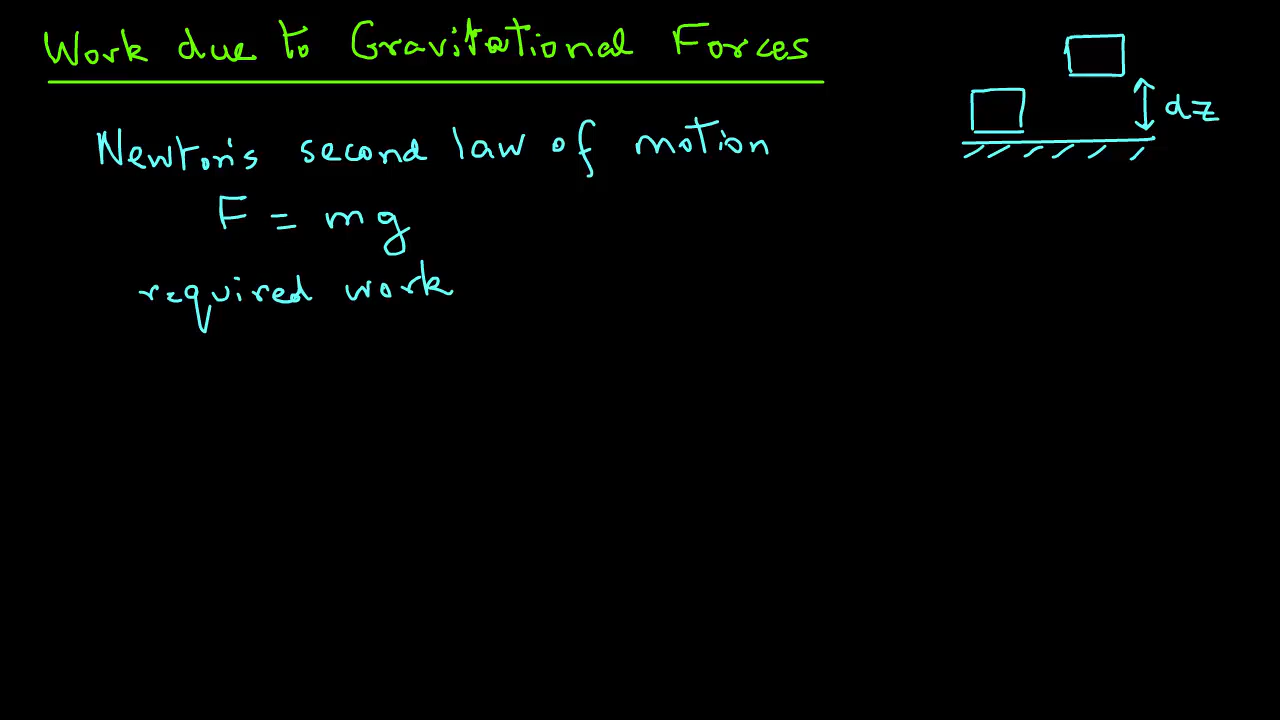 Work due to Gravitational Forces
dz
Newton's second law of motion
F = mg
required work